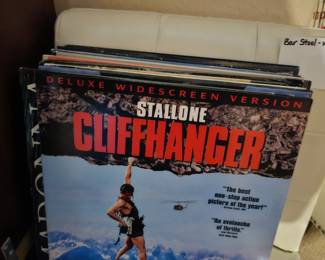 DELUXE WIDESCREEN VERSION
STALLONE
CLIFFHANGER
"The best
non-stop action
picture of the year!"
"An avalanche
of thrills."
Bar Stool -